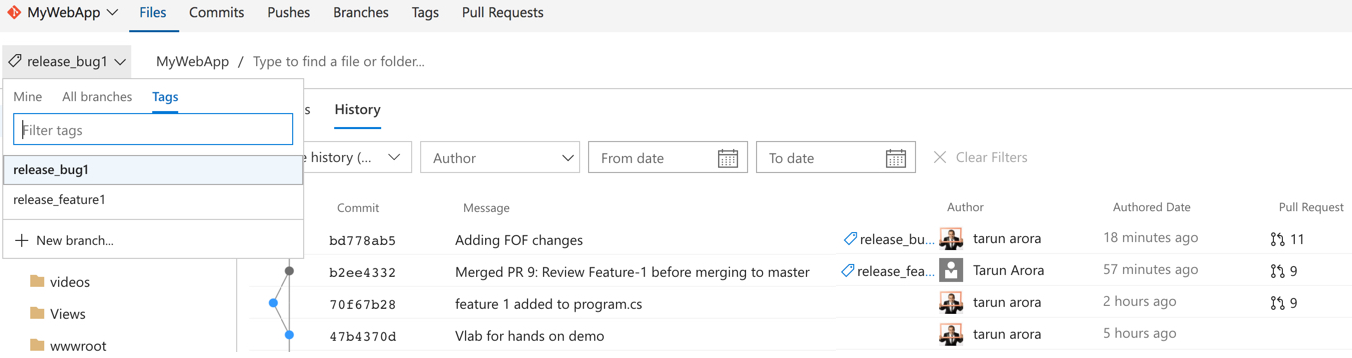 MyWebApp Files Commits Pushes Branches Tags Pull Requests
release_bug1 MyWebApp / Type to find a file or folder...
Mine All branches Tags
s History
Filter tags
e history (... Author From date To date Clear Filters
release_bug1
release_feature1
Commit Message Author Authored Date Pull Request
New branch...
bd778ab5 Adding FOF changes release_bu... tarun arora 18 minutes ago 11
b2ee4332 Merged PR 9: Review Feature-1 before merging to master release_fea... Tarun Arora 57 minutes ago 9
videos
70f67b28 feature 1 added to program.cs tarun arora 2 hours ago 9
Views
47b4370d Vlab for hands on demo tarun arora 5 hours ago
wwwroot